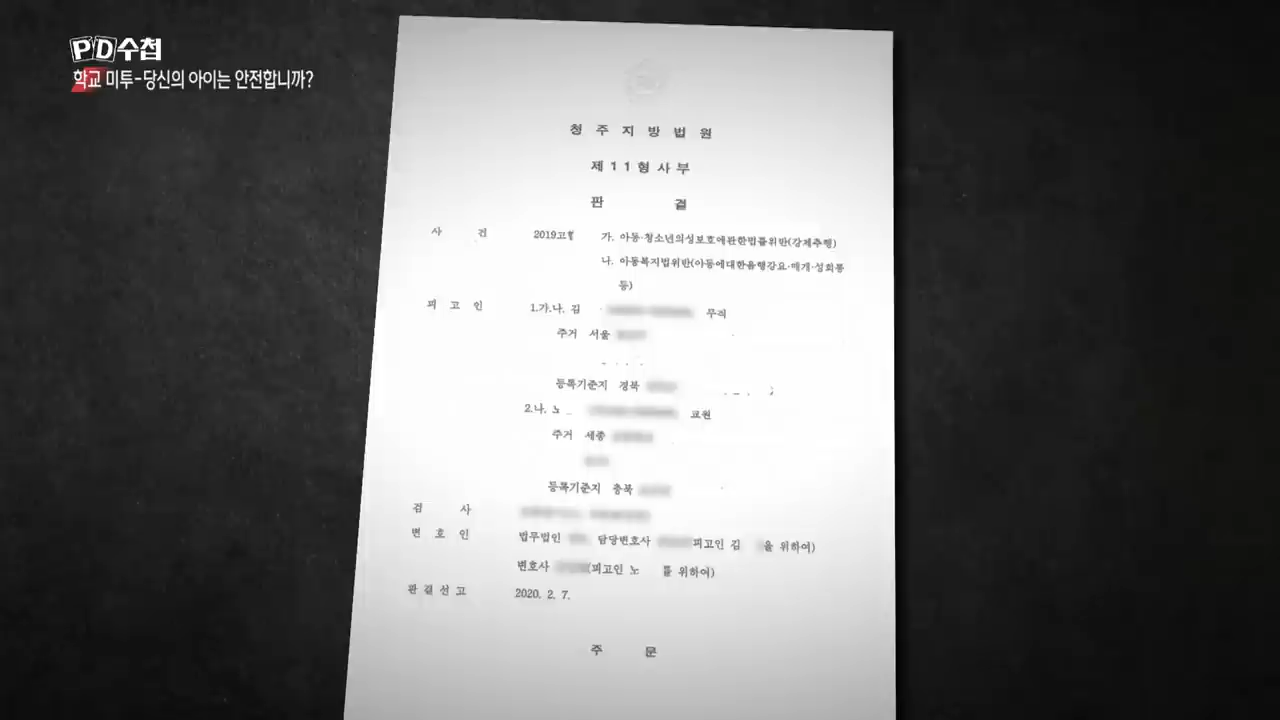 PD수첩
학교 미투-당신의 아이는 안전합니까?
청 주 지 방 법 원
제 1 1 형 사 부
판 결
사 건 2019고합 가. 아동·청소년의성보호에관한법률위반(강제추행)
나. 아동복지법위반(아동에대한음행강요·매개·성희롱
등)
피 고 인 1.가.나. 김 무직
주거 서울
등록기준지 경북
2.나. 노 교원
주거 세종
등록기준지 충북
검 사
변 호 인 법무법인 담당변호사 피고인 김 을 위하여)
변호사 (피고인 노 를 위하여)
판 결 선 고 2020. 2. 7.
주 문